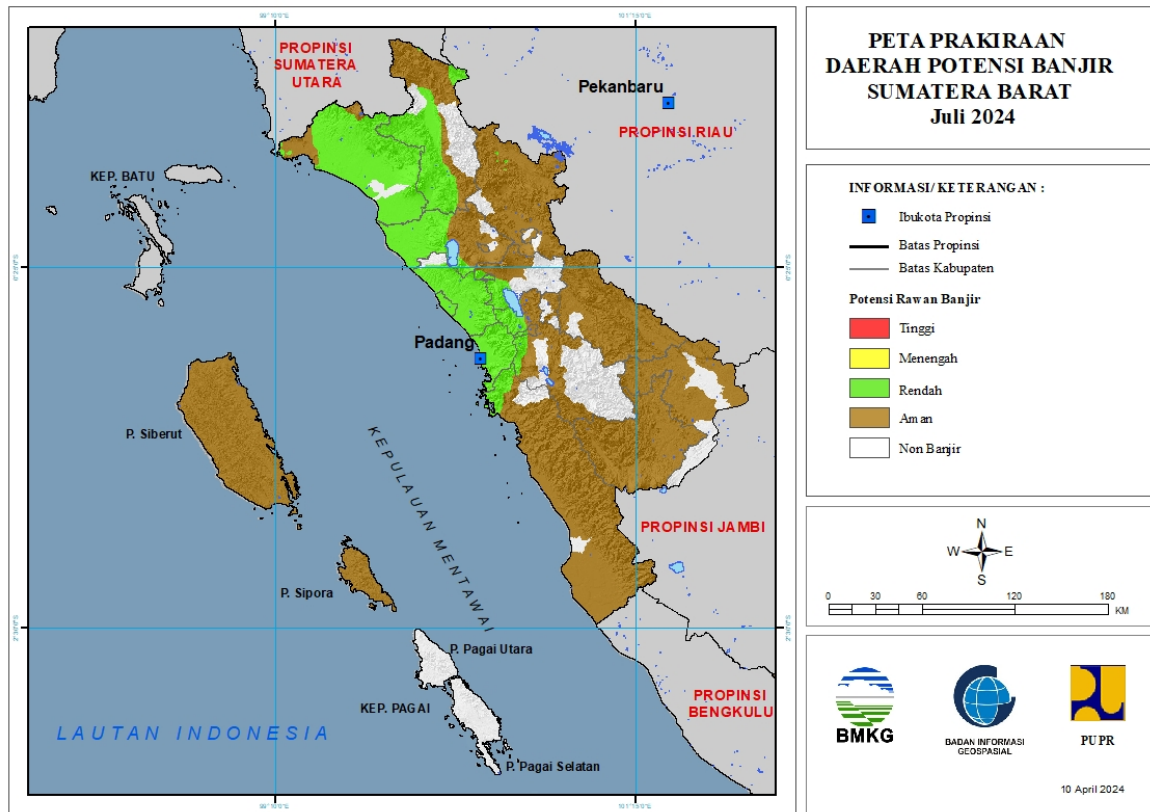 PETA PRAKIRAAN
DAERAH POTENSI BANJIR
SUMATERA BARAT
Juli 2024
INFORMASI/ KETERANGAN :
Ibukota Propinsi
Batas Propinsi
Batas Kabupaten
Potensi Rawan Banjir
Tinggi
Menengah
Rendah
Aman
Non Banjir
N
W E
S
0 30 60 120 180
KM
BMKG
BADAN INFORMASI
GEOSPASIAL
PUPR
10 April 2024
PROPINSI
SUMATERA
UTARA
Pekanbaru
PROPINSI RIAU
KEP. BATU
Padang
P. Siberut
KEPULAUAN MENTAWAI
PROPINSI JAMBI
P. Sipora
P. Pagai Utara
KEP. PAGAI
PROPINSI
BENGKULU
LAUTAN INDONESIA
P. Pagai Selatan